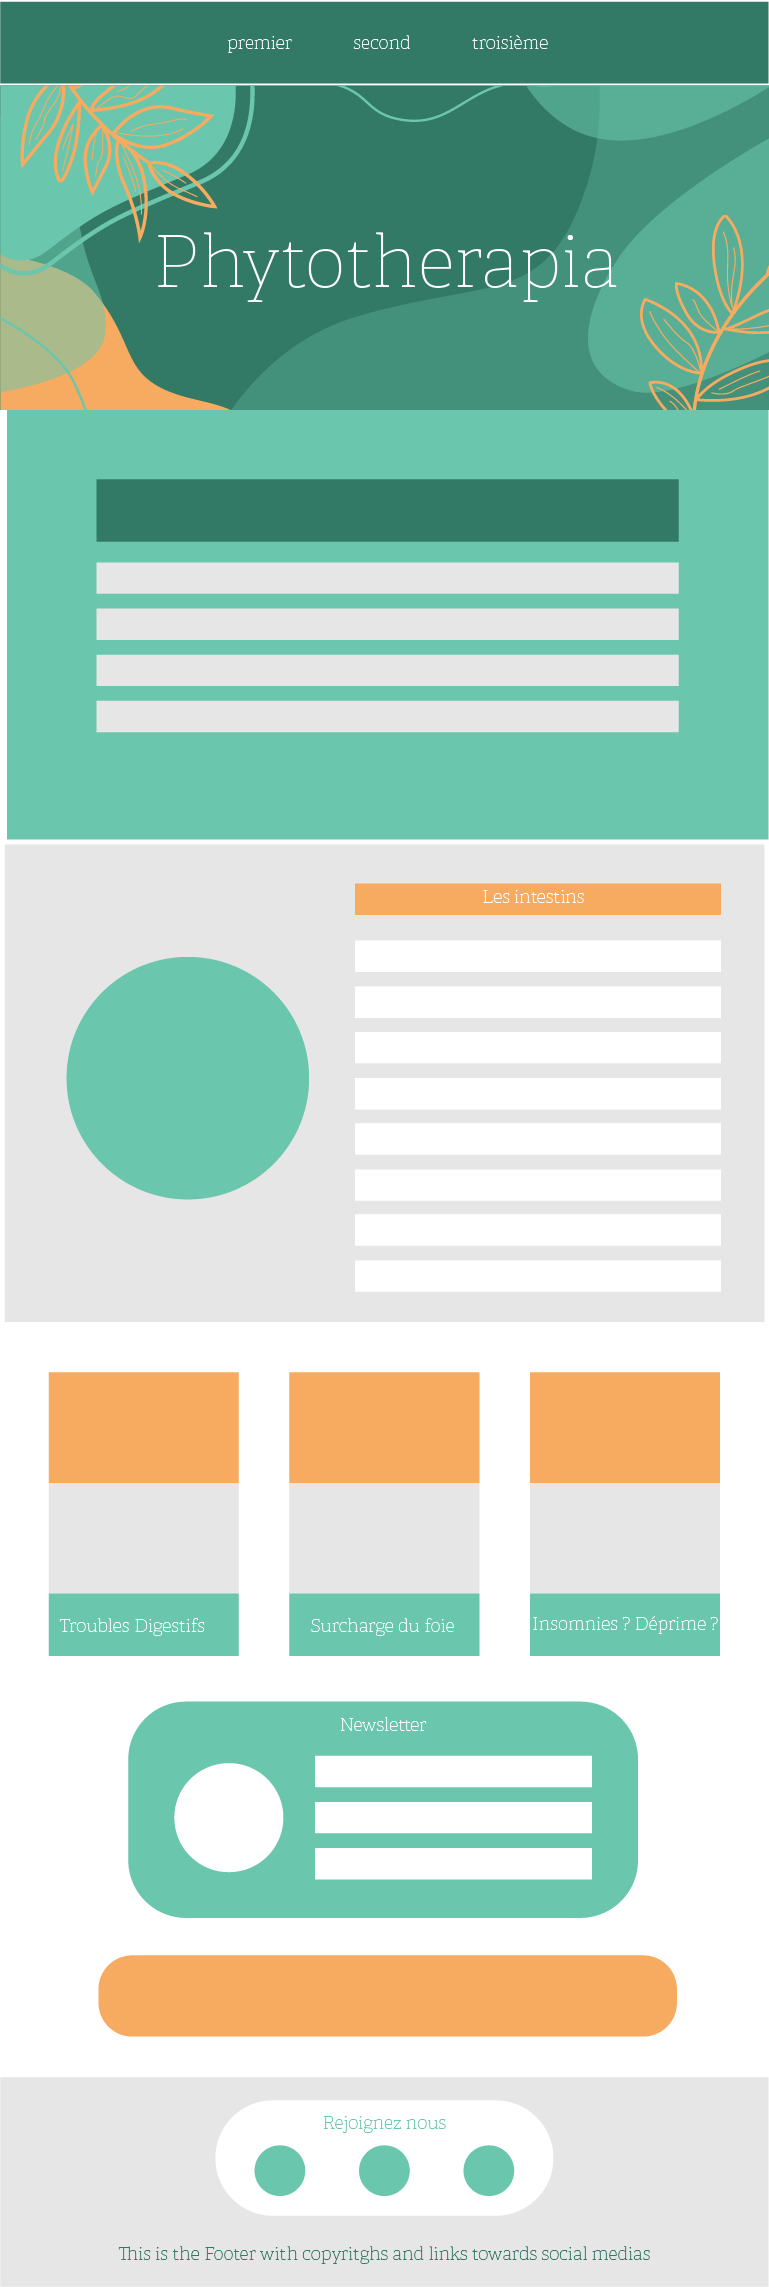 premier second troisième
Phytotherapia
Les intestins
Troubles Digestifs
Surcharge du foie
Insomnies ? Déprime ?
Newsletter
Rejoignez nous
This is the Footer with copyritghs and links towards social medias